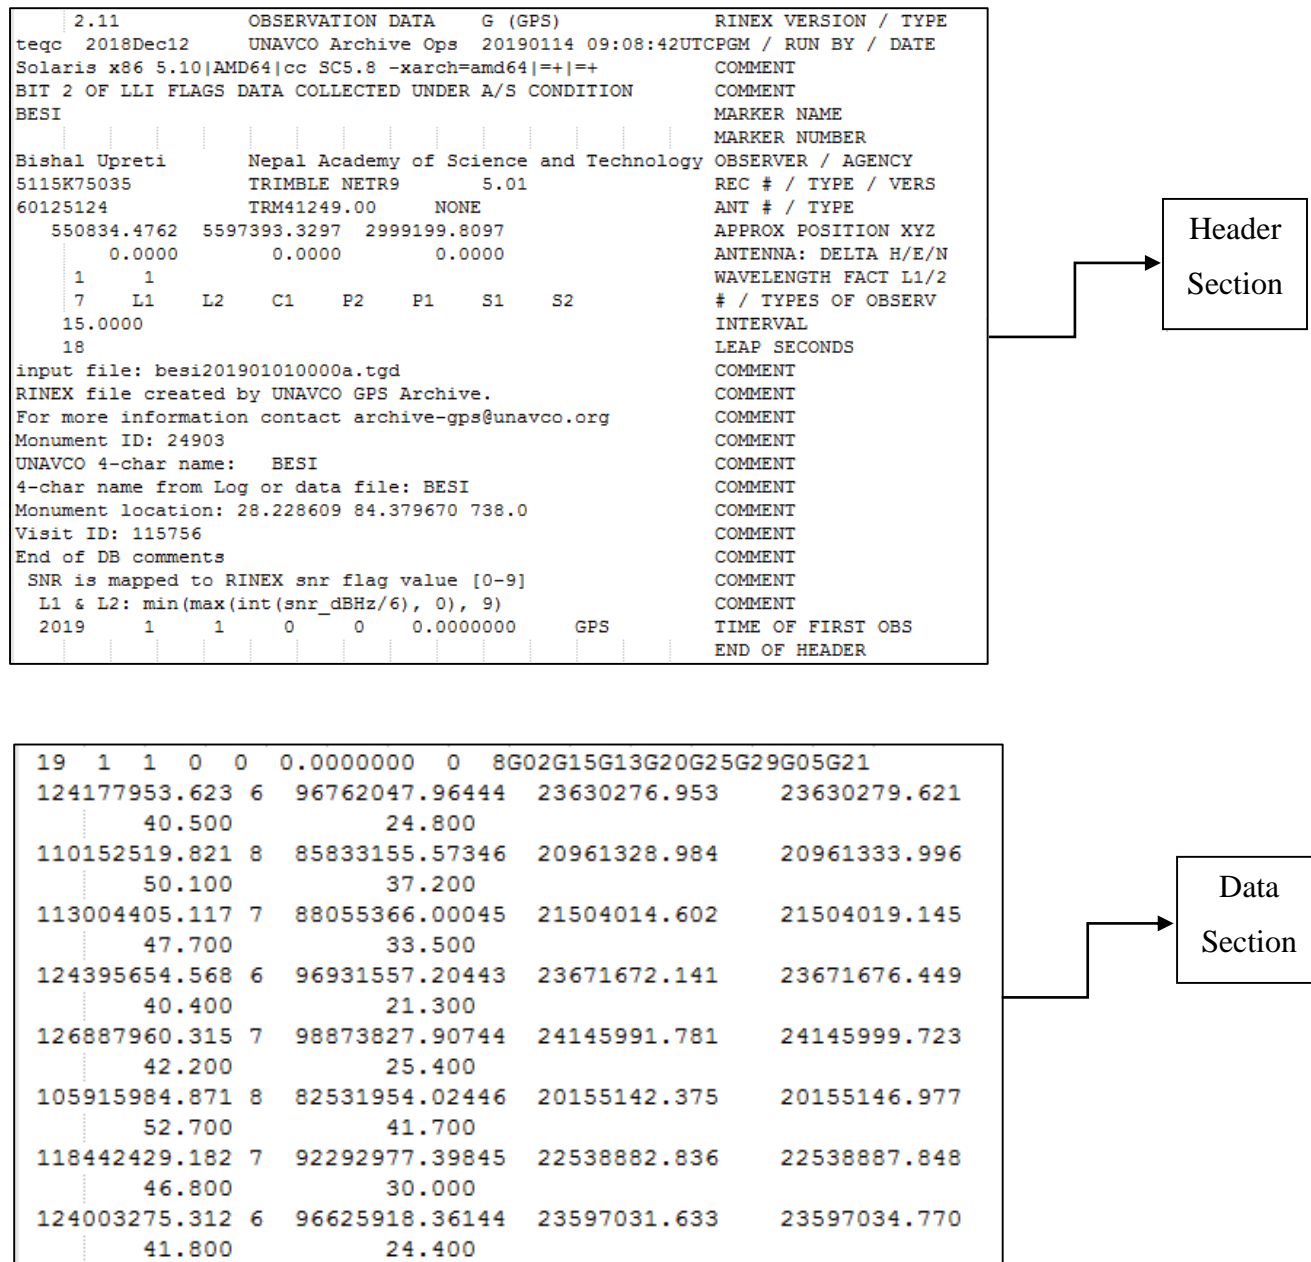 2.11           OBSERVATION DATA    G (GPS)             RINEX VERSION / TYPE
teqc  2018Dec12     UNAVCO Archive Ops  20190114 09:08:42UTCPGM / RUN BY / DATE
Solaris x86 5.10|AMD64|cc SC5.8 -xarch=amd64|=+|=+          COMMENT
BIT 2 OF LLI FLAGS DATA COLLECTED UNDER A/S CONDITION       COMMENT
BESI                                                        MARKER NAME
                                                            MARKER NUMBER
Bishal Upreti       Nepal Academy of Science and Technology OBSERVER / AGENCY
5115K75035          TRIMBLE NETR9       5.01                REC # / TYPE / VERS
60125124            TRM41249.00     NONE                    ANT # / TYPE
   550834.4762  5597393.3297  2999199.8097                  APPROX POSITION XYZ
        0.0000        0.0000        0.0000                  ANTENNA: DELTA H/E/N
     1     1                                                WAVELENGTH FACT L1/2
     7    L1    L2    C1    P2    P1    S1    S2            # / TYPES OF OBSERV
    15.0000                                                 INTERVAL
    18                                                      LEAP SECONDS
input file: besi201901010000a.tgd                           COMMENT
RINEX file created by UNAVCO GPS Archive.                   COMMENT
For more information contact archive-gps@unavco.org         COMMENT
Monument ID: 24903                                          COMMENT
UNAVCO 4-char name:   BESI                                  COMMENT
4-char name from Log or data file: BESI                     COMMENT
Monument location: 28.228609 84.379670 738.0                COMMENT
Visit ID: 115756                                            COMMENT
End of DB comments                                          COMMENT
 SNR is mapped to RINEX snr flag value [0-9]                COMMENT
  L1 & L2: min(max(int(snr_dBHz/6), 0), 9)                  COMMENT
  2019     1     1     0     0    0.0000000     GPS         TIME OF FIRST OBS
                                                            END OF HEADER
Header
Section
 19  1  1  0  0  0.0000000  0  8G02G15G13G20G25G29G05G21
 124177953.623 6  96762047.96444  23630276.953    23630279.621
        40.500          24.800
 110152519.821 8  85833155.57346  20961328.984    20961333.996
        50.100          37.200
 113004405.117 7  88055366.00045  21504014.602    21504019.145
        47.700          33.500
 124395654.568 6  96931557.20443  23671672.141    23671676.449
        40.400          21.300
 126887960.315 7  98873827.90744  24145991.781    24145999.723
        42.200          25.400
 105915984.871 8  82531954.02446  20155142.375    20155146.977
        52.700          41.700
 118442429.182 7  92292977.39845  22538882.836    22538887.848
        46.800          30.000
 124003275.312 6  96625918.36144  23597031.633    23597034.770
        41.800          24.400
Data
Section